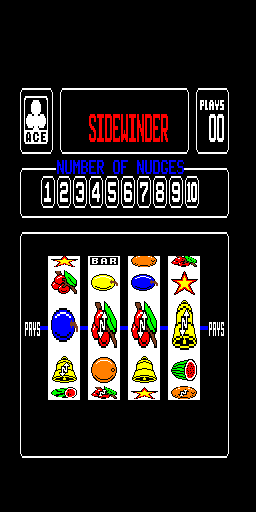 PLAYS
SIDEWINDER
00
ACE
NUMBER OF NUDGES
1 2 3 4 5 6 7 8 9 10
BAR
N N N
PAYS PAYS
N N